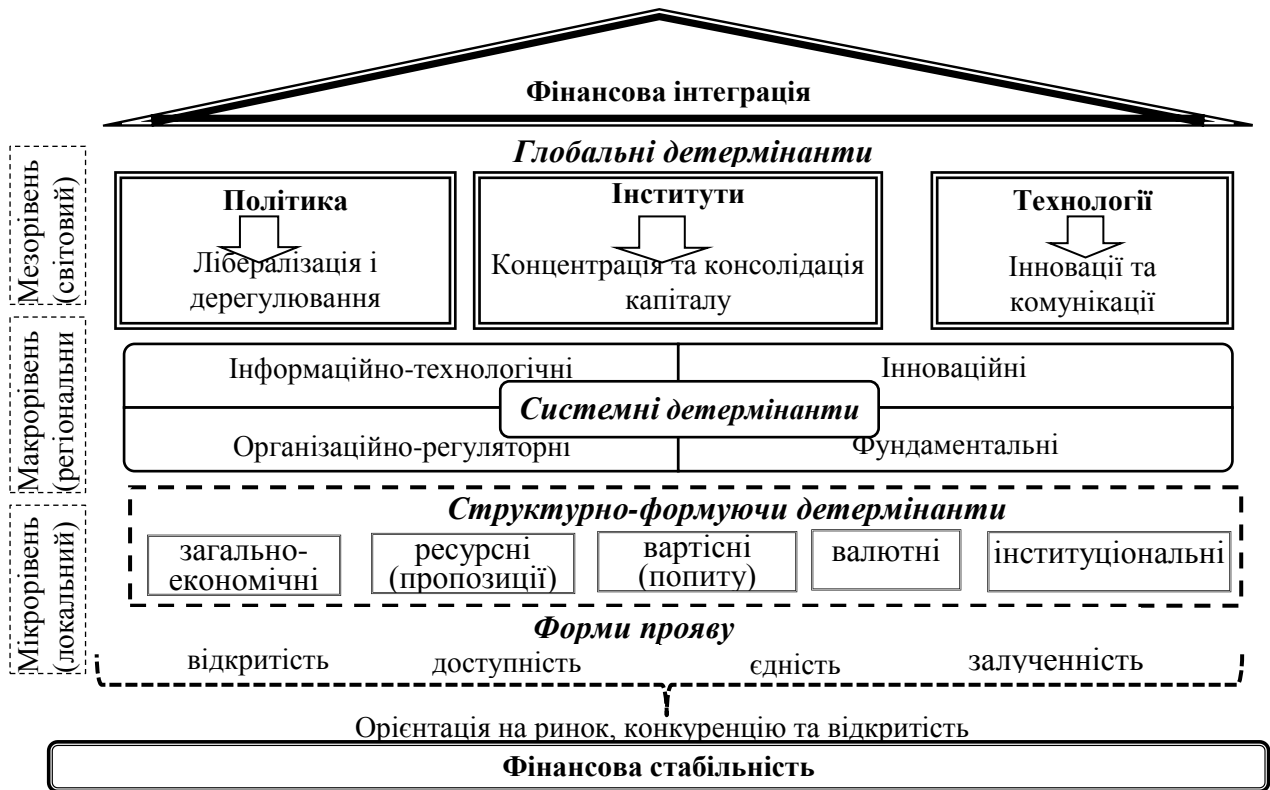 Фінансова інтеграція
Мезорівень
(світовий)
Глобальні детермінанти
Політика
Лібералізація і
дерегулювання
Інститути
Концентрація та консолідація
капіталу
Технології
Інновації та
комунікації
Макрорівень
(регіональни
Інформаційно-технологічні
Інноваційні
Системні детермінанти
Організаційно-регуляторні
Фундаментальні
Мікрорівень
(локальний)
Структурно-формуючи детермінанти
загально-
економічні
ресурсні
(пропозиції)
вартісні
(попиту)
валютні
інституціональні
Форми прояву
відкритість
доступність
єдність
залученність
Орієнтація на ринок, конкуренцію та відкритість
Фінансова стабільність